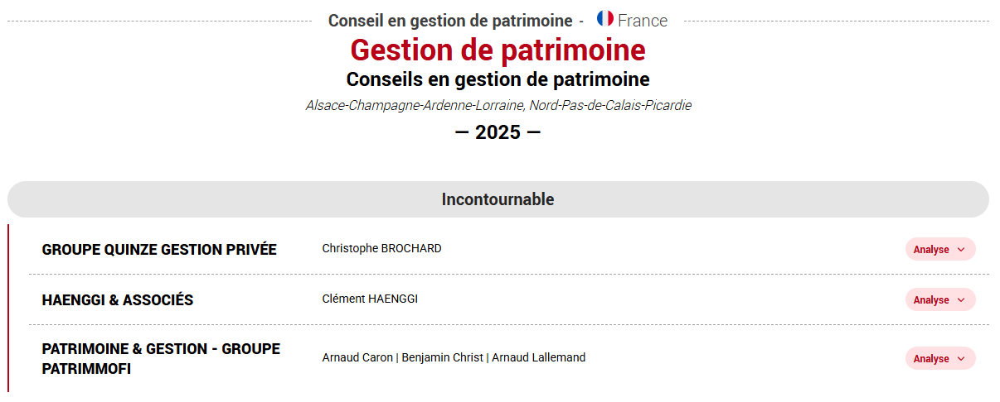 Conseil en gestion de patrimoine - France
Gestion de patrimoine
Conseils en gestion de patrimoine
Alsace-Champagne-Ardenne-Lorraine, Nord-Pas-de-Calais-Picardie
— 2025 —
Incontournable
GROUPE QUINZE GESTION PRIVÉE Christophe BROCHARD Analyse
HAENGGI & ASSOCIÉS Clément HAENGGI Analyse
PATRIMOINE & GESTION - GROUPE
PATRIMMOFI
Arnaud Caron | Benjamin Christ | Arnaud Lallemand Analyse